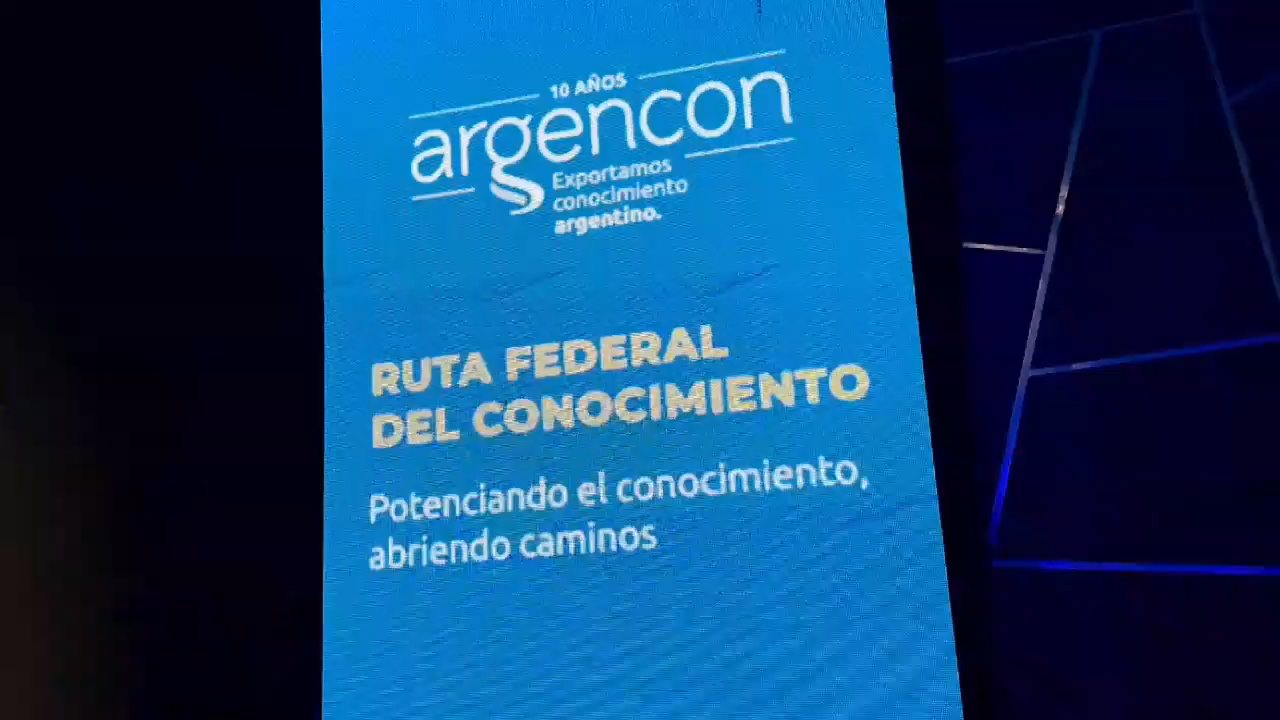 10 AÑOS
argencon
Exportamos
conocimiento
argentino.
RUTA FEDERAL
DEL CONOCIMIENTO
Potenciando el conocimiento,
abriendo caminos